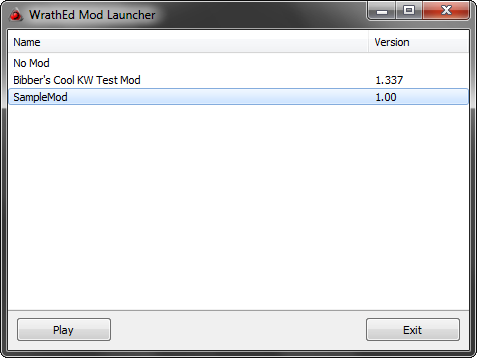 WrathEd Mod Launcher
Name Version
No Mod
Bibber's Cool KW Test Mod 1.337
SampleMod 1.00
Play Exit